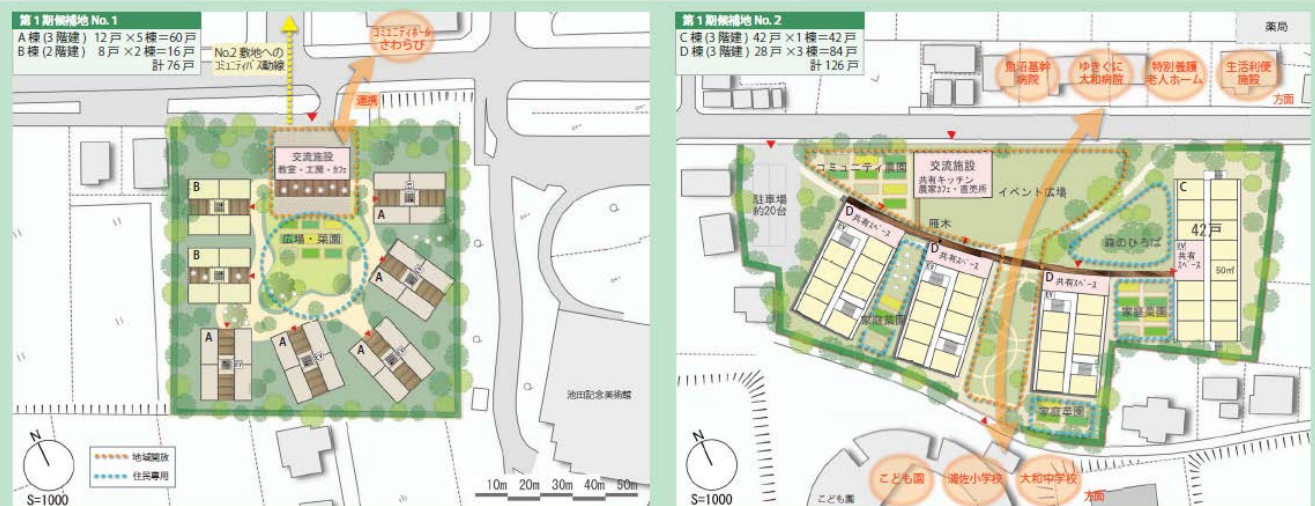 第1期候補地 No.1
A棟(3階建) 12戸×5棟=60戸
B棟(2階建) 8戸×2棟=16戸
計76戸
No.2敷地への
コミュニティバス動線
コミュニティホール
さわらび
連携
交流施設
教室・工房・カフェ
B
A
広場・菜園
B
A
A
A
A
池田記念美術館
N
S=1000
地域開放
住民専用
10m 20m 30m 40m 50m
第1期候補地 No.2
C棟(3階建) 42戸×1棟=42戸
D棟(3階建) 28戸×3棟=84戸
計126戸
薬局
魚沼基幹
病院
ゆきぐに
大和病院
特別養護
老人ホーム
生活利便
施設
方面
コミュニティ農園
交流施設
共有キッチン
農家カフェ・直売所
イベント広場
駐車場
約20台
雁木
森のひろば
C
42戸
EV
共有
スペース
50㎡
D
共有スペース
EV
D
共有スペース
EV
D
共有スペース
EV
家庭菜園
家庭菜園
家庭菜園
こども園
浦佐小学校
大和中学校
方面
こども園
N
S=1000